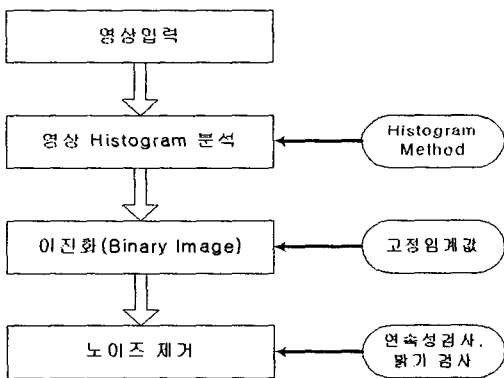 영상입력
영상 Histogram 분석
Histogram
Method
이진화(Binary Image)
고정임계값
노이즈 제거
연속성검사,
밝기 검사